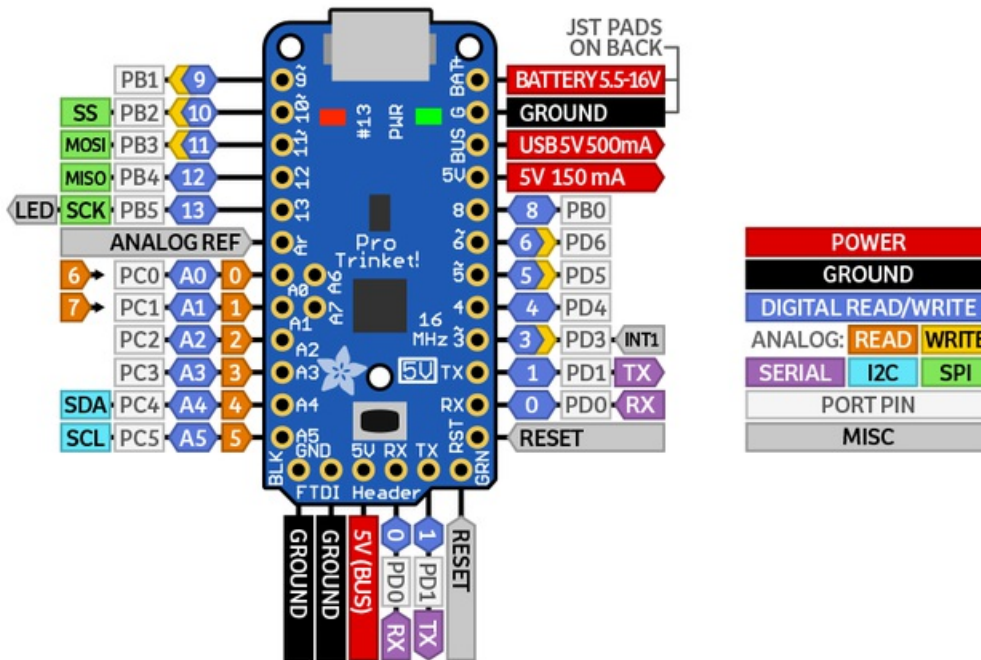 JST PADS
ON BACK
PB1 9
SS PB2 10
MOSI PB3 11
MISO PB4 12
LED SCK PB5 13
ANALOG REF
6 PC0 A0 0
7 PC1 A1 1
PC2 A2 2
PC3 A3 3
SDA PC4 A4 4
SCL PC5 A5 5
~9
~10
~11
12
13
Ar
A0 A6
A1 A7
A2
A3
A4
A5
#13
PWR
Pro
Trinket!
16
MHz
5V
BAT+
G
BUS
5V
8
~6
~5
4
~3
TX
RX
RST
BLK GND 5V RX TX GRN
FTDI Header
BATTERY 5.5-16V
GROUND
USB 5V 500mA
5V 150 mA
8 PB0
6 PD6
5 PD5
4 PD4
3 PD3 INT1
1 PD1 TX
0 PD0 RX
RESET
GROUND
GROUND
5V (BUS)
0 PD0 RX
1 PD1 TX
RESET
POWER
GROUND
DIGITAL READ/WRITE
ANALOG: READ WRITE
SERIAL I2C SPI
PORT PIN
MISC